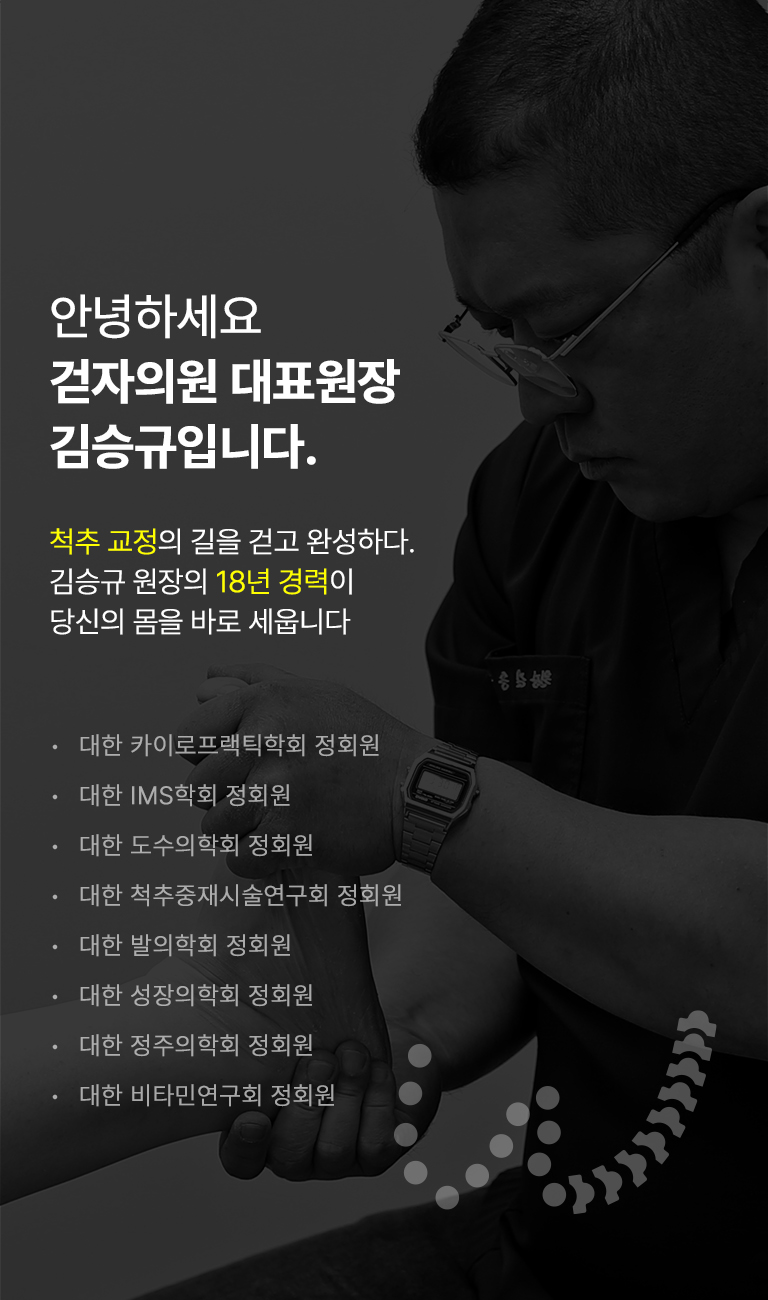 안녕하세요
걷자의원 대표원장
김승규입니다.
척추 교정의 길을 걷고 완성하다.
김승규 원장의 18년 경력이
당신의 몸을 바로 세웁니다
• 대한 카이로프랙틱학회 정회원
• 대한 IMS학회 정회원
• 대한 도수의학회 정회원
• 대한 척추중재시술연구회 정회원
• 대한 발의학회 정회원
• 대한 성장의학회 정회원
• 대한 정주의학회 정회원
• 대한 비타민연구회 정회원